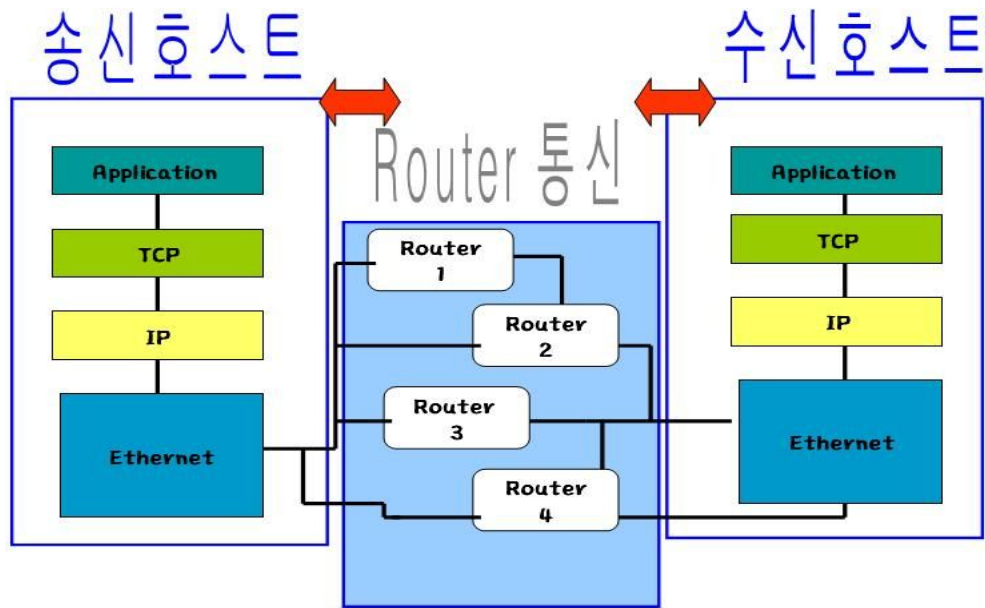 송신호스트
수신호스트
Router 통신
Application
TCP
IP
Ethernet
Router
1
Router
2
Router
3
Router
4
Application
TCP
IP
Ethernet